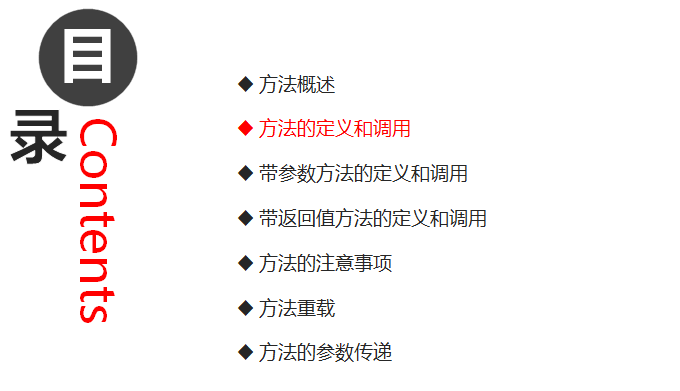 目
录
Contents
◆ 方法概述
◆ 方法的定义和调用
◆ 带参数方法的定义和调用
◆ 带返回值方法的定义和调用
◆ 方法的注意事项
◆ 方法重载
◆ 方法的参数传递